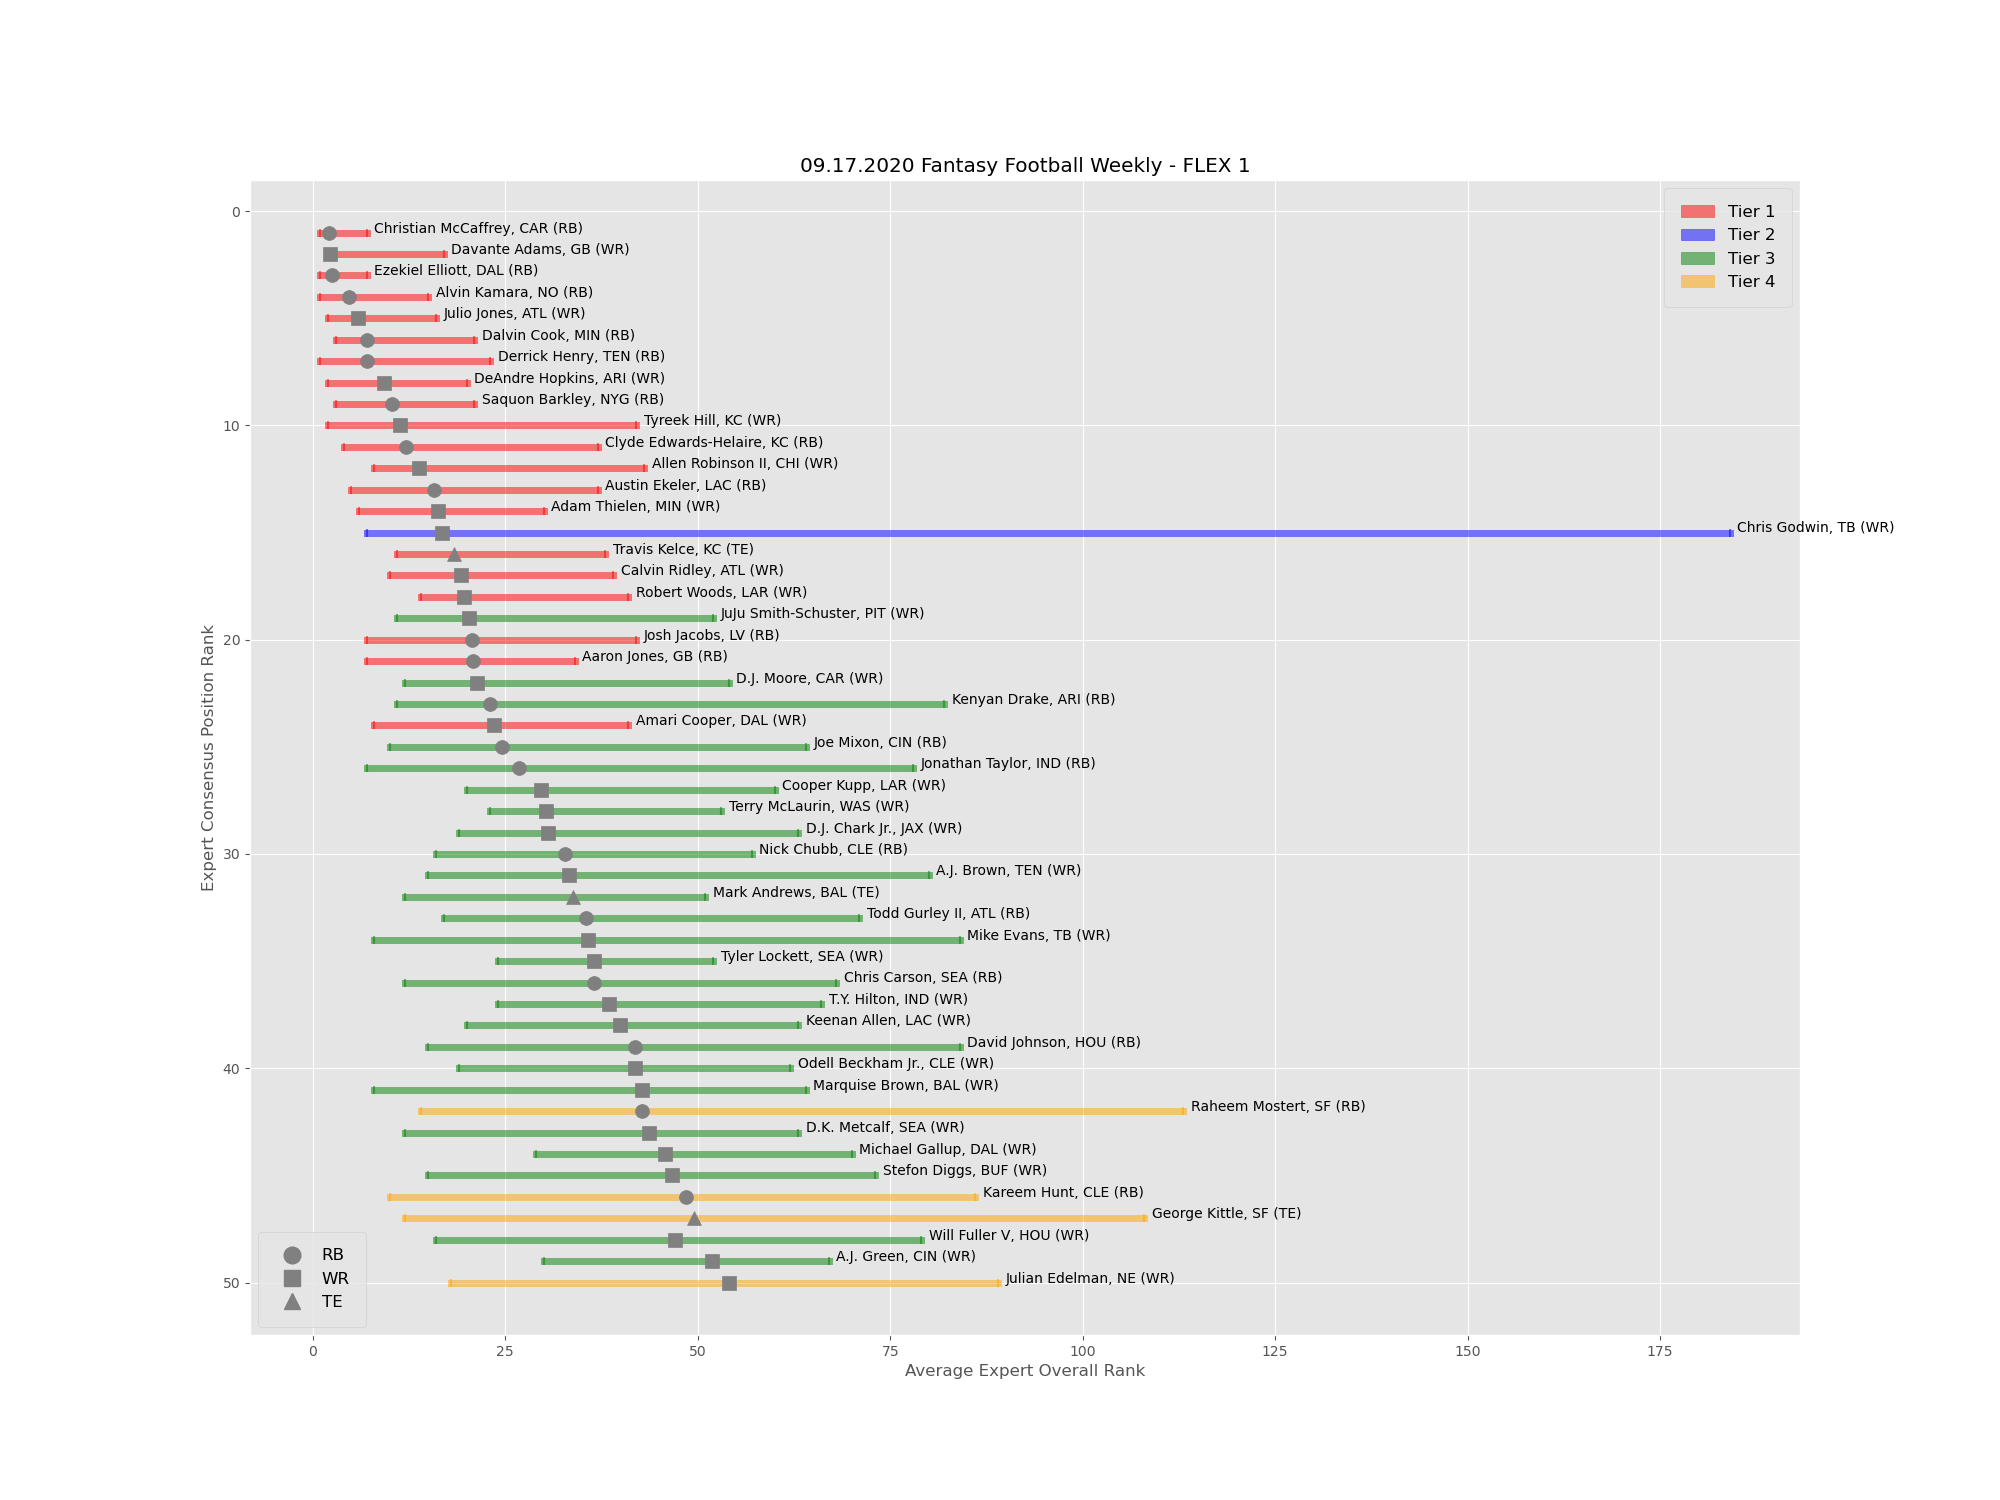 09.17.2020 Fantasy Football Weekly - FLEX 1
Tier 1
Tier 2
Tier 3
Tier 4
Expert Consensus Position Rank
0
10
20
30
40
50
Christian McCaffrey, CAR (RB)
Davante Adams, GB (WR)
Ezekiel Elliott, DAL (RB)
Alvin Kamara, NO (RB)
Julio Jones, ATL (WR)
Dalvin Cook, MIN (RB)
Derrick Henry, TEN (RB)
DeAndre Hopkins, ARI (WR)
Saquon Barkley, NYG (RB)
Tyreek Hill, KC (WR)
Clyde Edwards-Helaire, KC (RB)
Allen Robinson II, CHI (WR)
Austin Ekeler, LAC (RB)
Adam Thielen, MIN (WR)
Chris Godwin, TB (WR)
Travis Kelce, KC (TE)
Calvin Ridley, ATL (WR)
Robert Woods, LAR (WR)
JuJu Smith-Schuster, PIT (WR)
Josh Jacobs, LV (RB)
Aaron Jones, GB (RB)
D.J. Moore, CAR (WR)
Kenyan Drake, ARI (RB)
Amari Cooper, DAL (WR)
Joe Mixon, CIN (RB)
Jonathan Taylor, IND (RB)
Cooper Kupp, LAR (WR)
Terry McLaurin, WAS (WR)
D.J. Chark Jr., JAX (WR)
Nick Chubb, CLE (RB)
A.J. Brown, TEN (WR)
Mark Andrews, BAL (TE)
Todd Gurley II, ATL (RB)
Mike Evans, TB (WR)
Tyler Lockett, SEA (WR)
Chris Carson, SEA (RB)
T.Y. Hilton, IND (WR)
Keenan Allen, LAC (WR)
David Johnson, HOU (RB)
Odell Beckham Jr., CLE (WR)
Marquise Brown, BAL (WR)
Raheem Mostert, SF (RB)
D.K. Metcalf, SEA (WR)
Michael Gallup, DAL (WR)
Stefon Diggs, BUF (WR)
Kareem Hunt, CLE (RB)
George Kittle, SF (TE)
Will Fuller V, HOU (WR)
A.J. Green, CIN (WR)
Julian Edelman, NE (WR)
RB
WR
TE
0 25 50 75 100 125 150 175
Average Expert Overall Rank